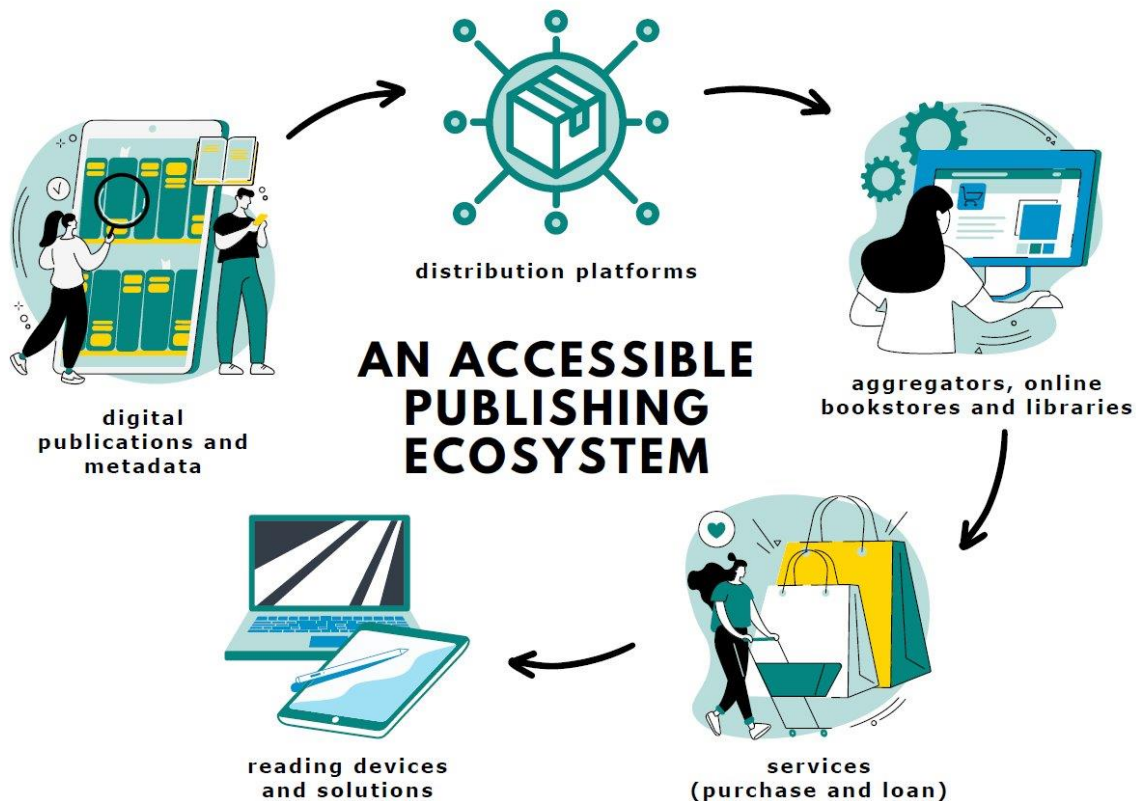 distribution platforms
AN ACCESSIBLE
PUBLISHING
ECOSYSTEM
digital
publications and
metadata
aggregators, online
bookstores and libraries
reading devices
and solutions
services
(purchase and loan)